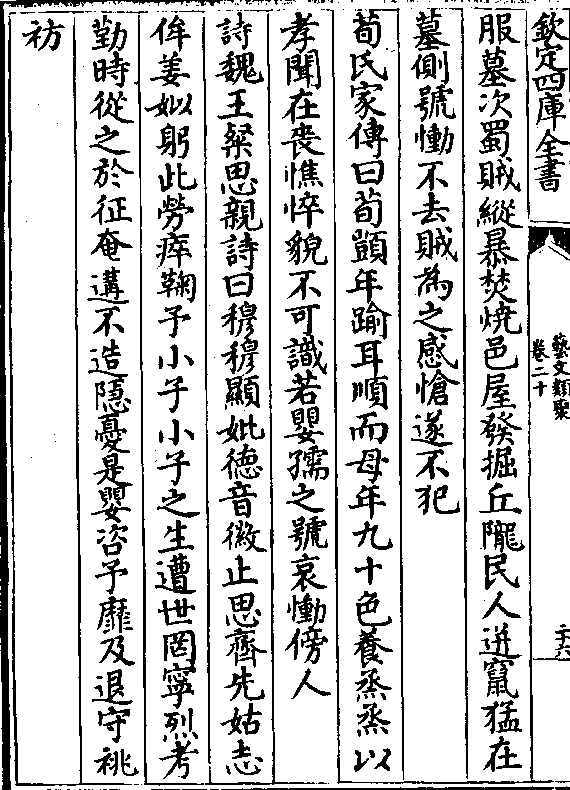 欽定四庫全書
藝文類聚
卷二十
二十六
服墓次蜀賊縱暴焚燒邑屋發掘丘隴民人迸竄猛在
墓側號慟不去賊為之感愴遂不犯
荀氏家傳曰荀顗年踰耳順而母年九十色養烝烝以
孝聞在喪憔悴貌不可識若嬰孺之號哀慟傍人
詩魏王粲思親詩曰穆穆顯妣德音徽止思齊先姑志
侔姜姒躬此勞瘁鞠予小子小子之生遭世罔寧烈考
勤時從之於征奄遘不造隱憂是嬰咨予靡及退守祧
祊